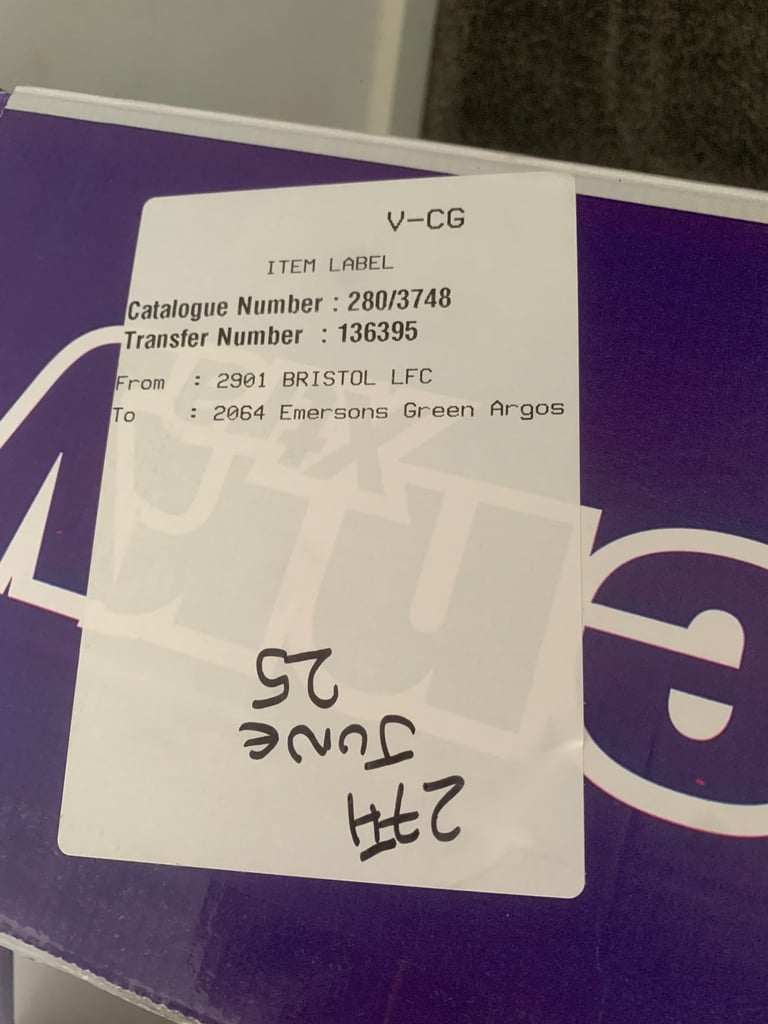 V-CG
ITEM LABEL
Catalogue Number : 280/3748
Transfer Number : 136395
From : 2901 BRISTOL LFC
To : 2064 Emersons Green Argos
27TH
JUNE
25